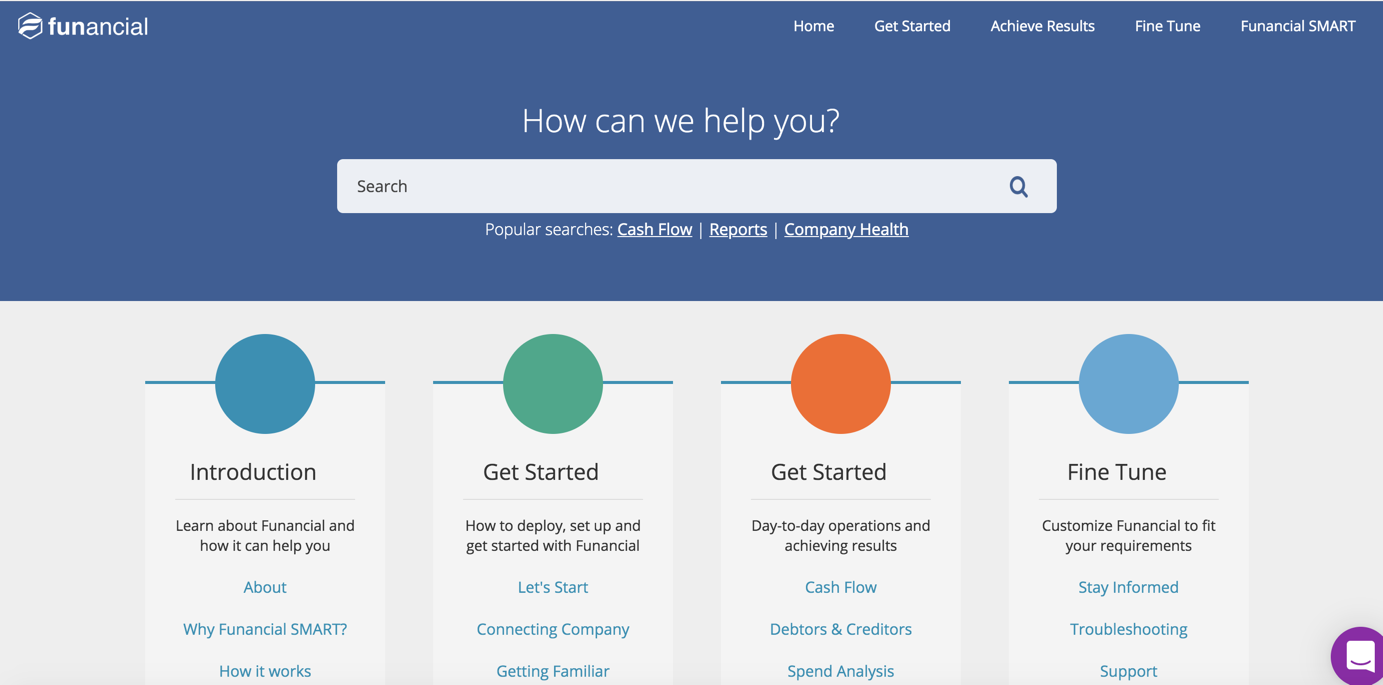 funancial
Home Get Started Achieve Results Fine Tune Funancial SMART
How can we help you?
Search
Popular searches: Cash Flow | Reports | Company Health
Introduction
Learn about Funancial and
how it can help you
About
Why Funancial SMART?
How it works
Get Started
How to deploy, set up and
get started with Funancial
Let's Start
Connecting Company
Getting Familiar
Get Started
Day-to-day operations and
achieving results
Cash Flow
Debtors & Creditors
Spend Analysis
Fine Tune
Customize Funancial to fit
your requirements
Stay Informed
Troubleshooting
Support